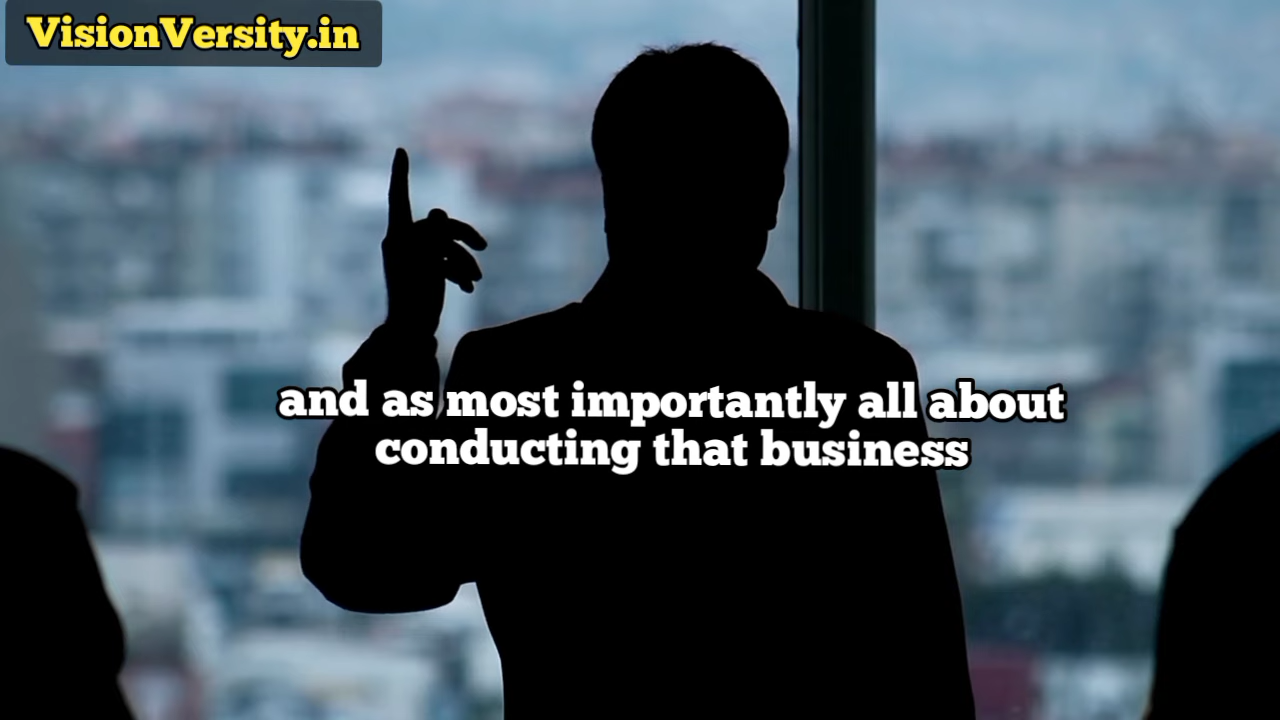 VisionVersity.in
and as most importantly all about
conducting that business